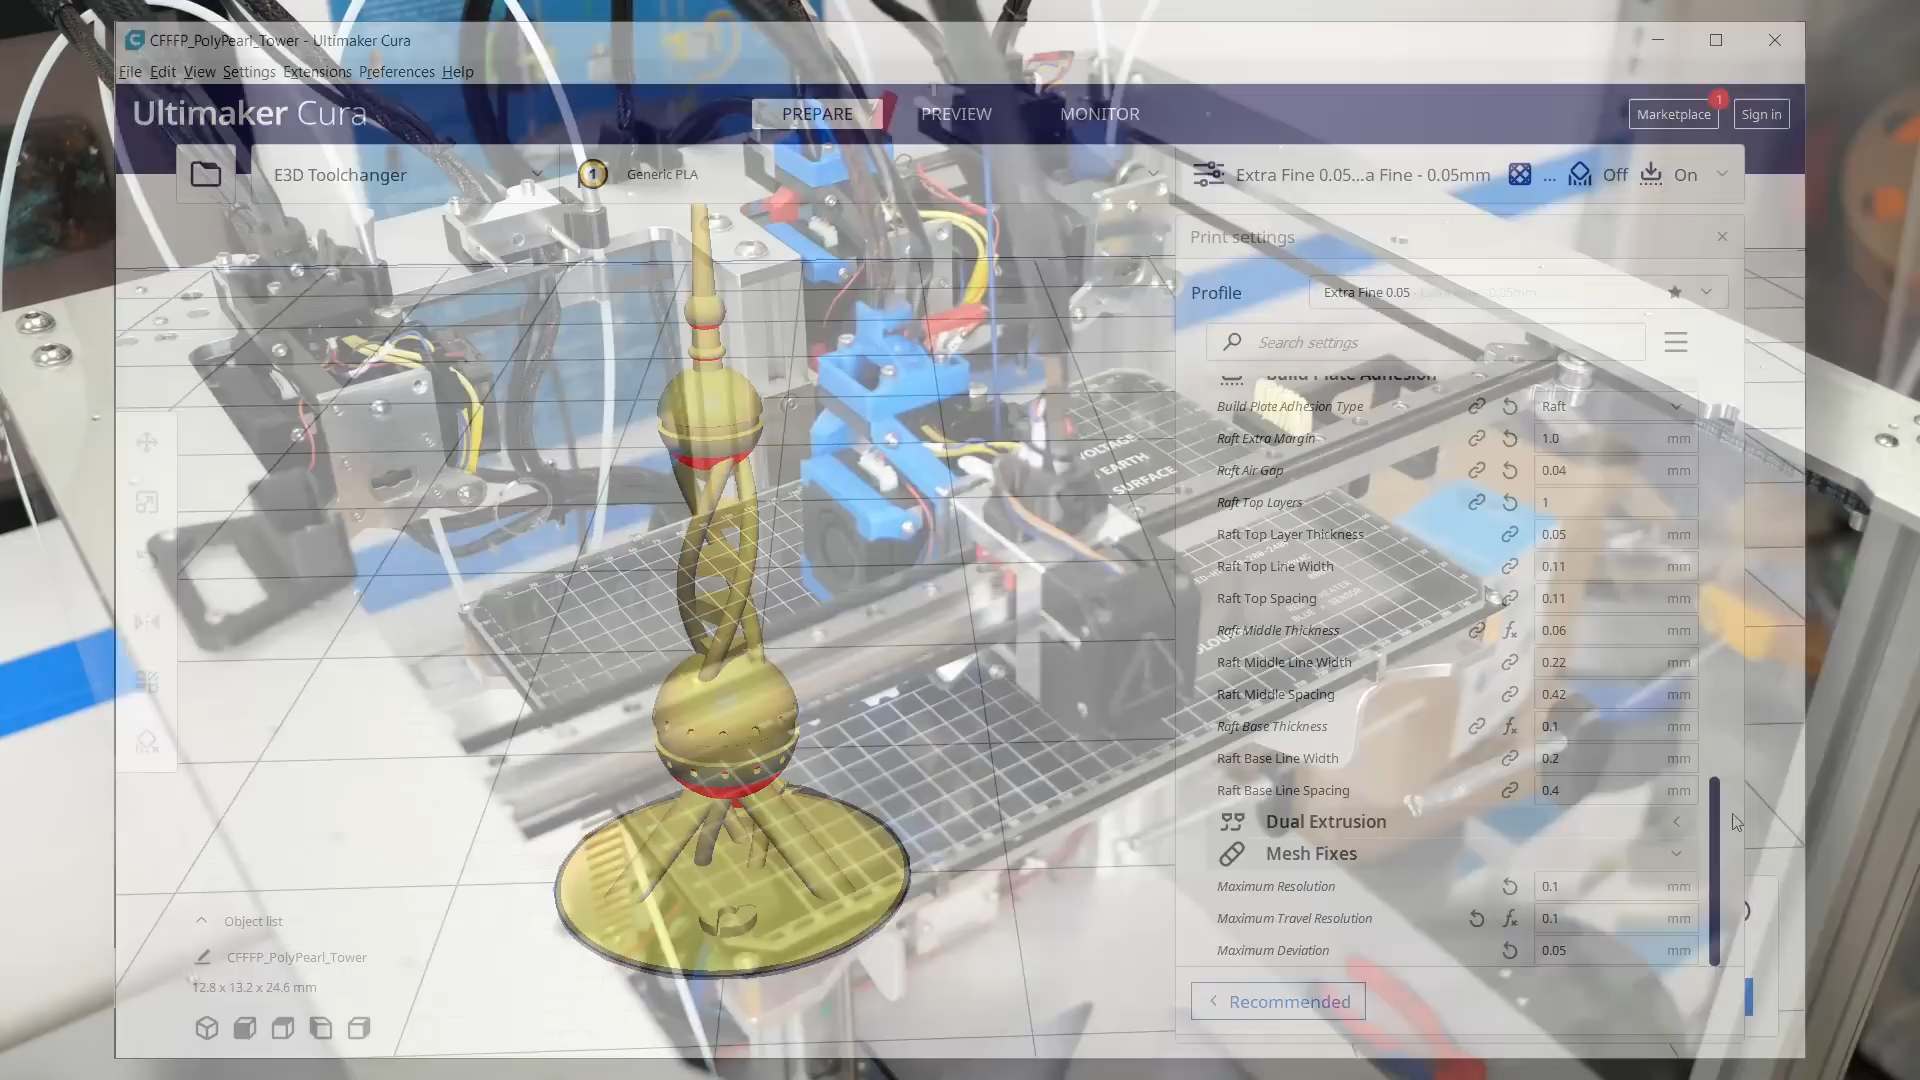 CFFFP_PolyPearl_Tower - Ultimaker Cura
File Edit View Settings Extensions Preferences Help
Ultimaker Cura
PREPARE
PREVIEW
MONITOR
Marketplace
1
Sign in
E3D Toolchanger
1
Generic PLA
Extra Fine 0.05...a Fine - 0.05mm
...
Off
On
Print settings
Profile
Extra Fine 0.05
Search settings
Build Plate Adhesion
Build Plate Adhesion Type
Raft
Raft Extra Margin
1.0 mm
Raft Air Gap
0.04 mm
Raft Top Layers
1
Raft Top Layer Thickness
0.05 mm
Raft Top Line Width
0.11 mm
Raft Top Spacing
0.11 mm
Raft Middle Thickness
0.06 mm
Raft Middle Line Width
0.22 mm
Raft Middle Spacing
0.42 mm
Raft Base Thickness
0.1 mm
Raft Base Line Width
0.2 mm
Raft Base Line Spacing
0.4 mm
Dual Extrusion
Mesh Fixes
Maximum Resolution
0.1 mm
Maximum Travel Resolution
0.1 mm
Maximum Deviation
0.05 mm
Recommended
VOLTAGE
EARTH
SURFACE
Object list
CFFFP_PolyPearl_Tower
12.8 x 13.2 x 24.6 mm